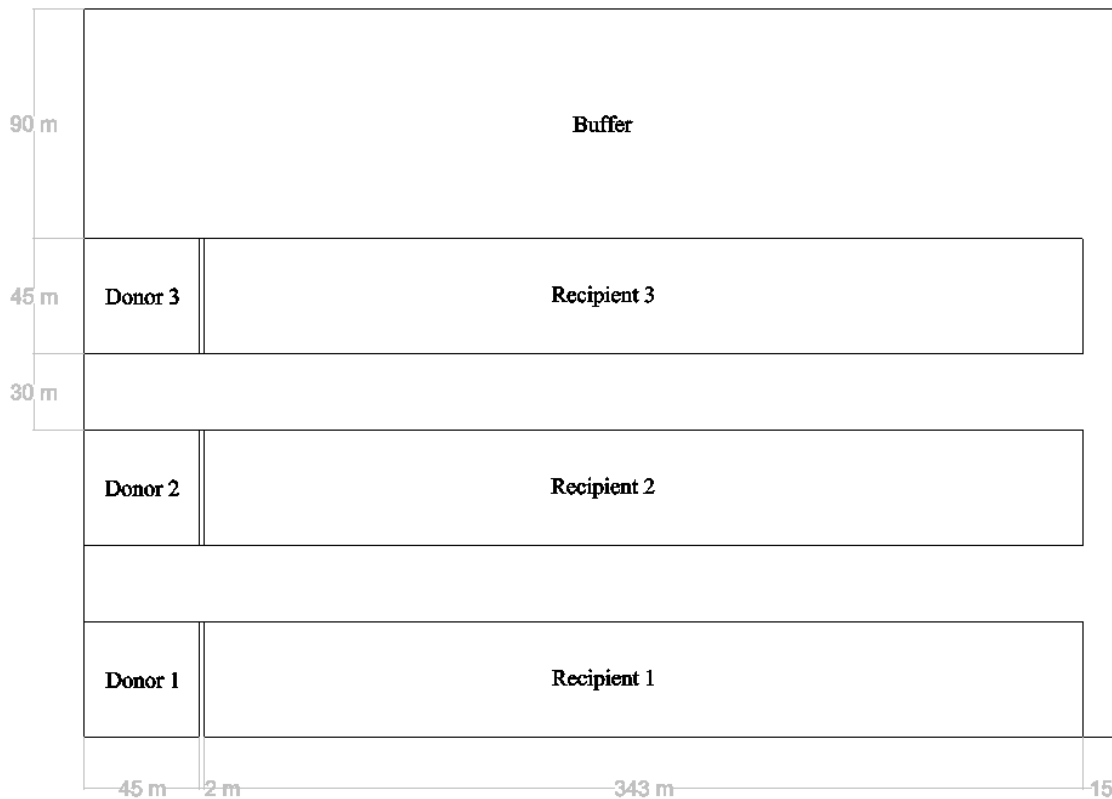 90 m
Buffer
45 m
Donor 3
Recipient 3
30 m
Donor 2
Recipient 2
Donor 1
Recipient 1
45 m
2 m
343 m
15